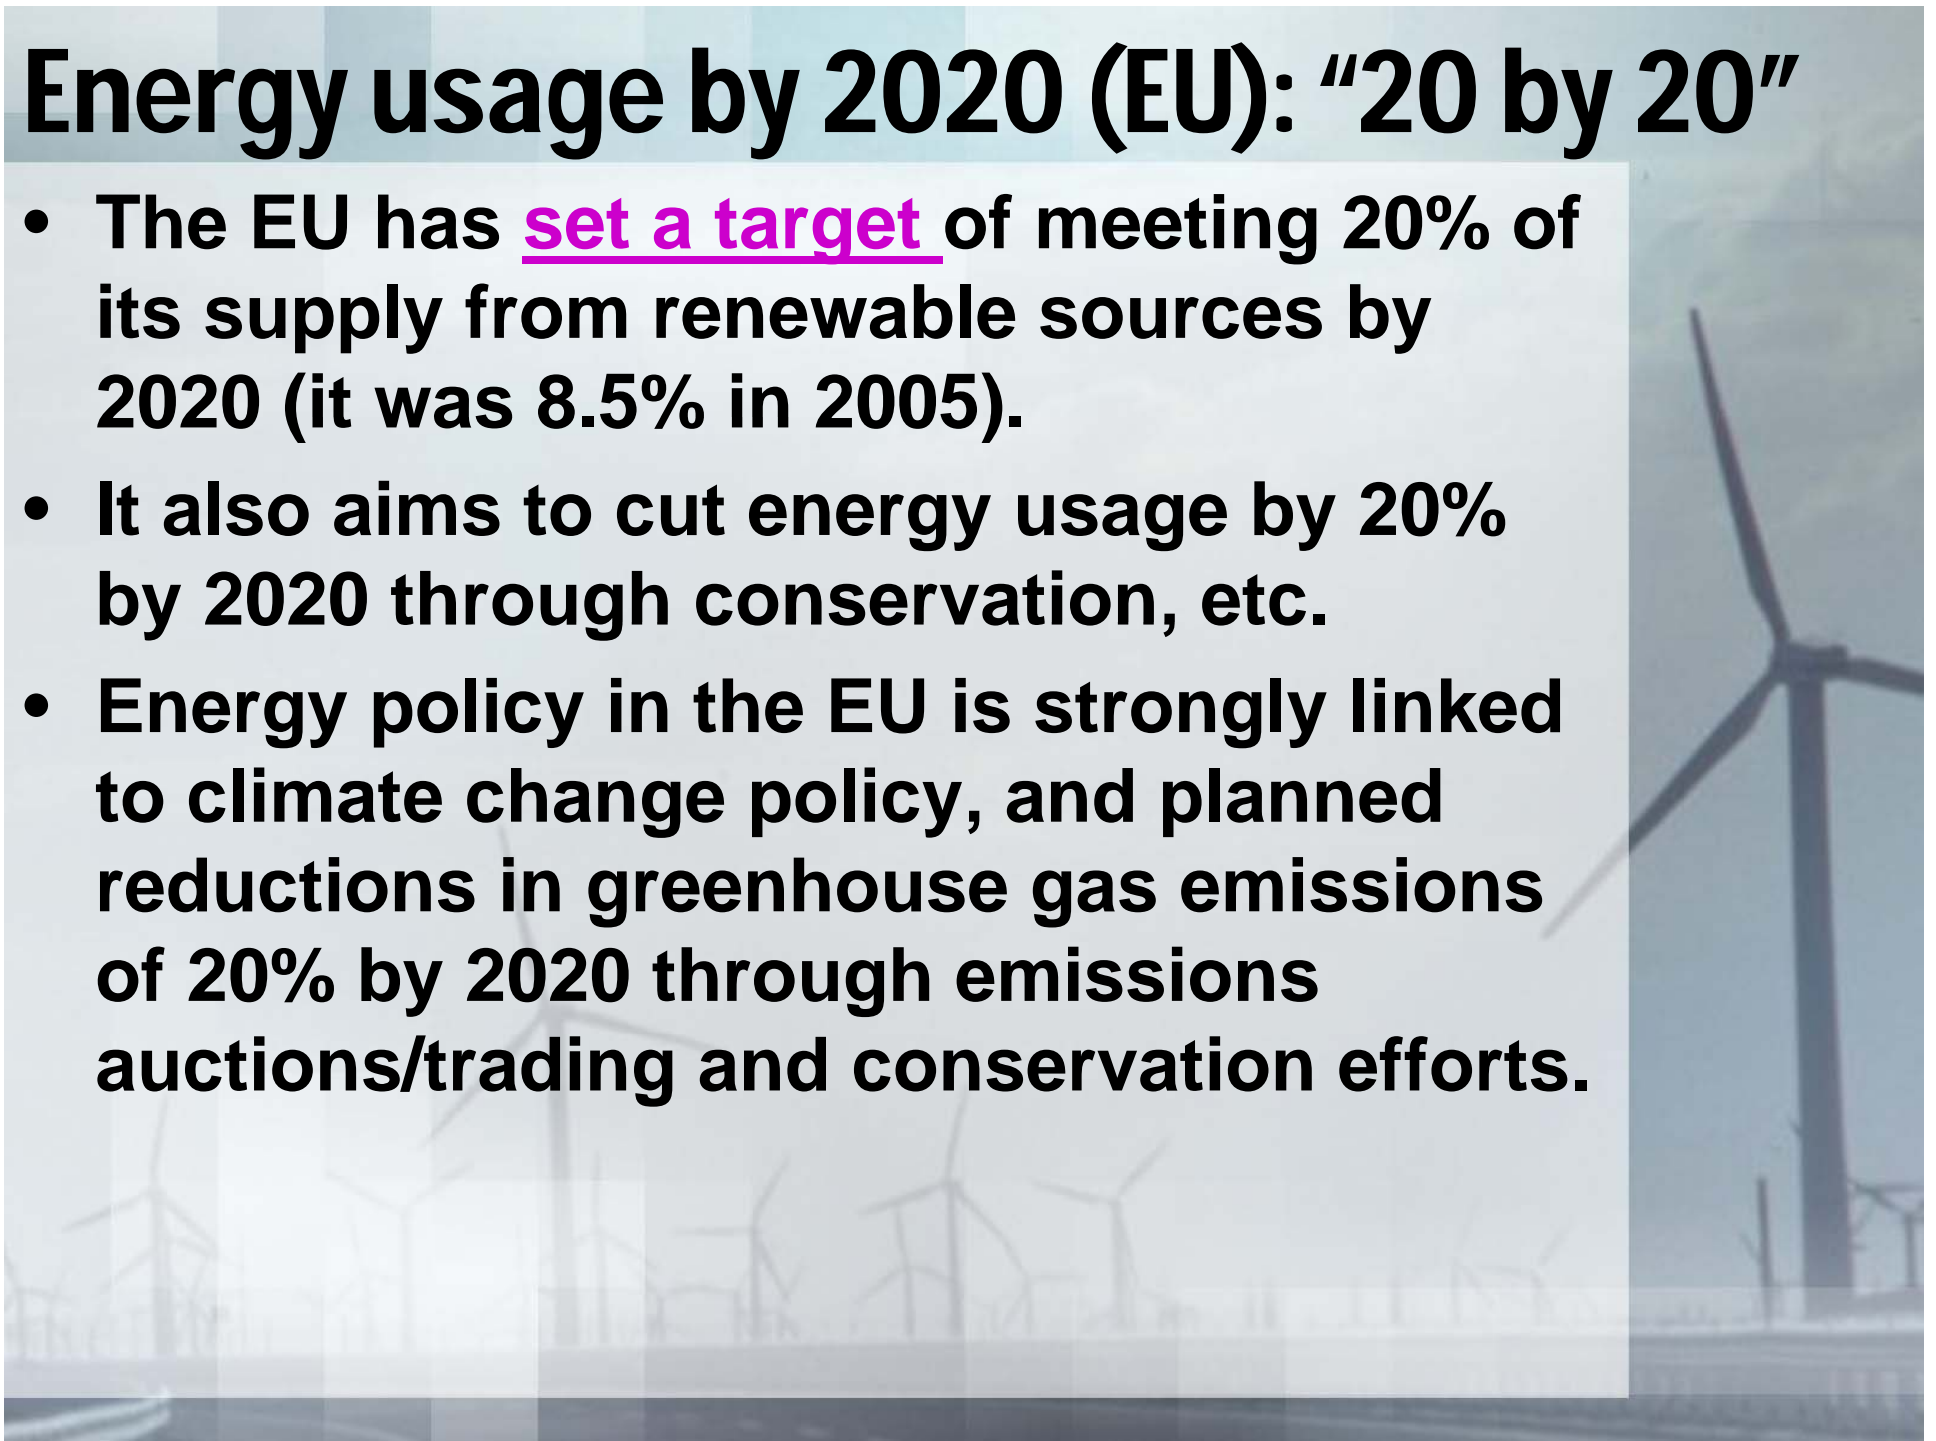 Energy usage by 2020 (EU): “20 by 20”
• The EU has set a target of meeting 20% of
its supply from renewable sources by
2020 (it was 8.5% in 2005).
• It also aims to cut energy usage by 20%
by 2020 through conservation, etc.
• Energy policy in the EU is strongly linked
to climate change policy, and planned
reductions in greenhouse gas emissions
of 20% by 2020 through emissions
auctions/trading and conservation efforts.